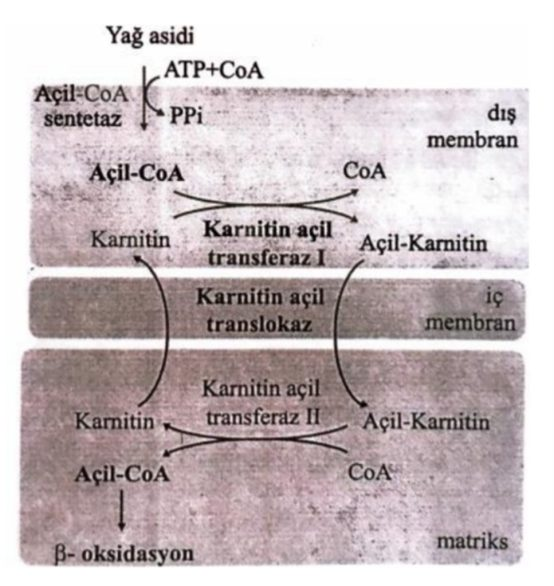 Yağ asidi
ATP+CoA
Açil-CoA
sentetaz
PPi
dış
membran
Açil-CoA
CoA
Karnitin
Karnitin açil
transferaz I
Açil-Karnitin
Karnitin açil
translokaz
iç
membran
Karnitin açil
transferaz II
Karnitin
Açil-Karnitin
Açil-CoA
CoA
β- oksidasyon
matriks